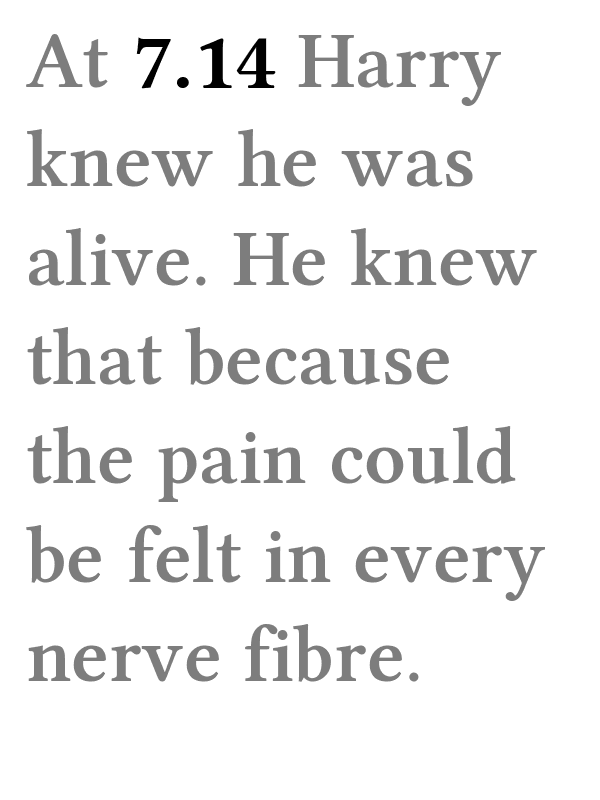 At 7.14 Harry
knew he was
alive. He knew
that because
the pain could
be felt in every
nerve fibre.